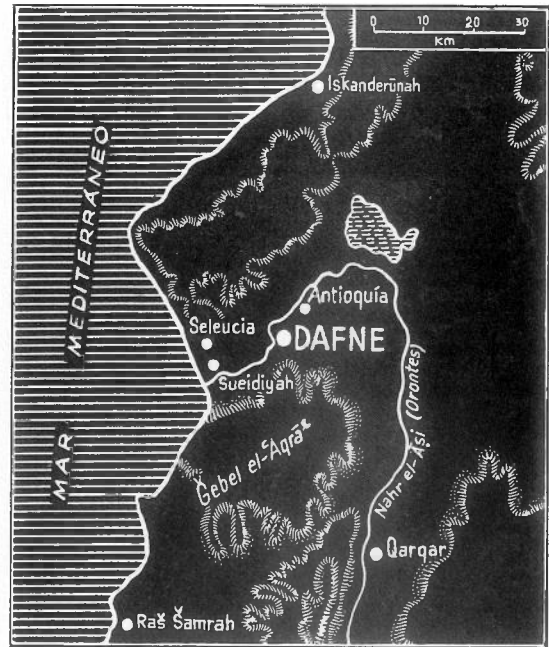 0 10 20 30
Km
Iskanderūnah
MAR MEDITERRÁNEO
Antioquía
Seleucia
DAFNE
Sueidiyah
Nahr el-ʿĀṣi (Orontes)
Ǧebel el-ʿAqrāʿ
Qarqar
Raš Šamrah